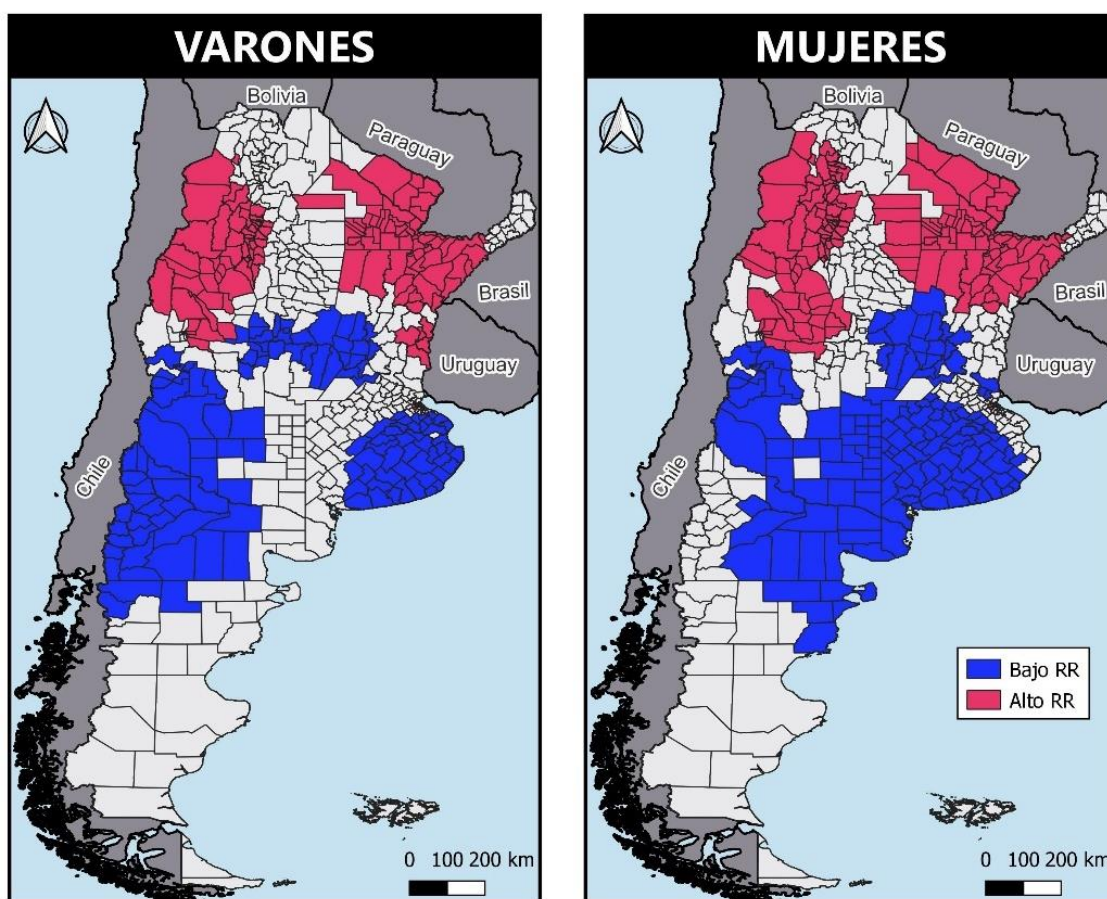 VARONES
Bolivia
Paraguay
Brasil
Uruguay
Chile
0 100 200 km
MUJERES
Bolivia
Paraguay
Brasil
Uruguay
Chile
Bajo RR
Alto RR
0 100 200 km